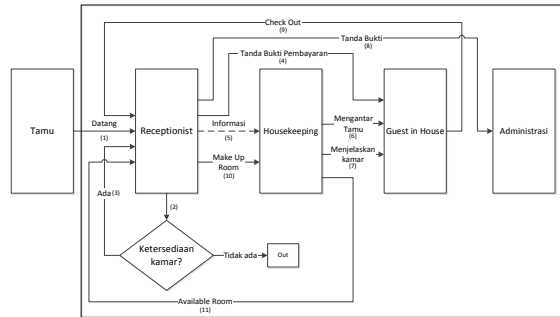 Check Out
(9)
Tanda Bukti
(8)
Tanda Bukti Pembayaran
(4)
Tamu
Datang
(1)
Receptionist
Informasi
(5)
Housekeeping
Mengantar
Tamu
(6)
Guest in House
Administrasi
Menjelaskan
kamar
(7)
Make Up
Room
(10)
Ada (3)
(2)
Ketersediaan
kamar?
Tidak ada
Out
Available Room
(11)